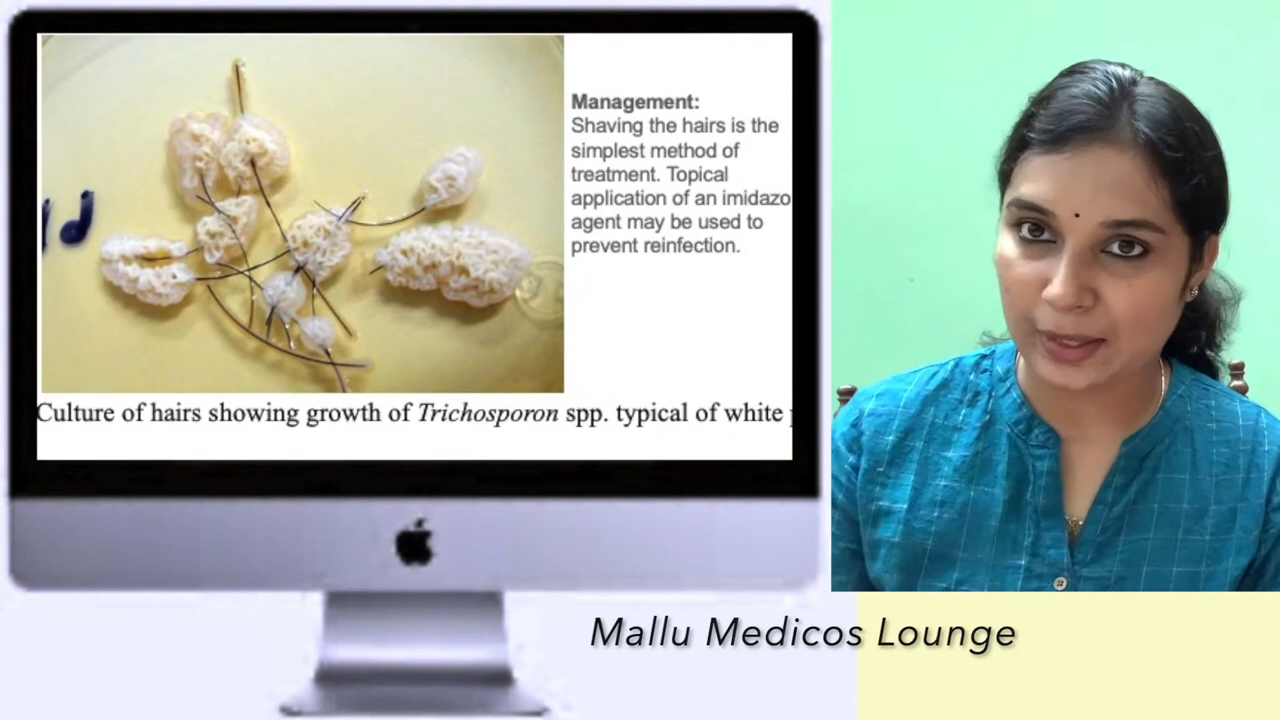 Management:
Shaving the hairs is the
simplest method of
treatment. Topical
application of an imidazo
agent may be used to
prevent reinfection.
Culture of hairs showing growth of Trichosporon spp. typical of white
Mallu Medicos Lounge